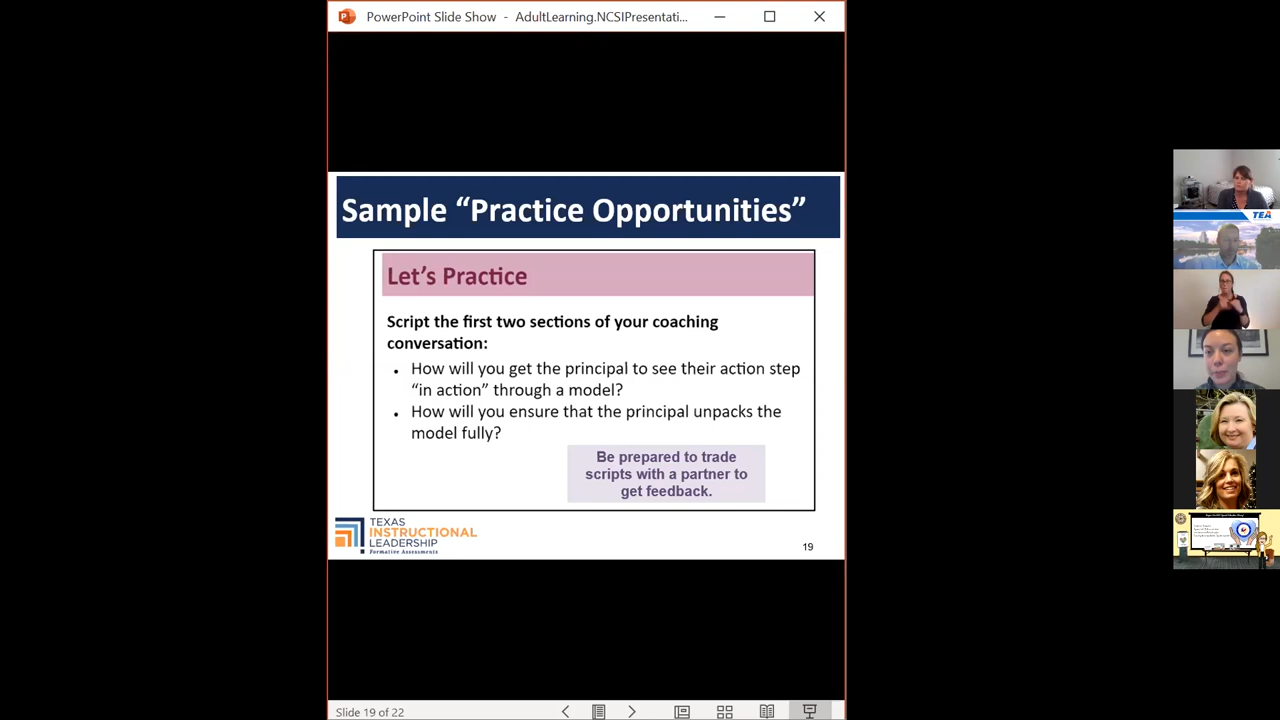 PowerPoint Slide Show - AdultLearning.NCSIPresentati...
Sample “Practice Opportunities”
Let’s Practice
Script the first two sections of your coaching
conversation:
• How will you get the principal to see their action step
“in action” through a model?
• How will you ensure that the principal unpacks the
model fully?
Be prepared to trade
scripts with a partner to
get feedback.
TEXAS
INSTRUCTIONAL
LEADERSHIP
Formative Assessments
19
Slide 19 of 22
TEA